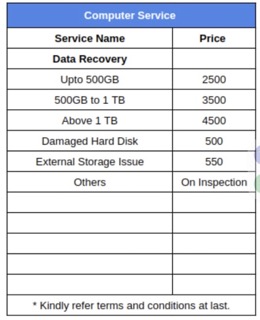 Computer Service
Service Name Price
Data Recovery
Upto 500GB 2500
500GB to 1 TB 3500
Above 1 TB 4500
Damaged Hard Disk 500
External Storage Issue 550
Others On Inspection
* Kindly refer terms and conditions at last.